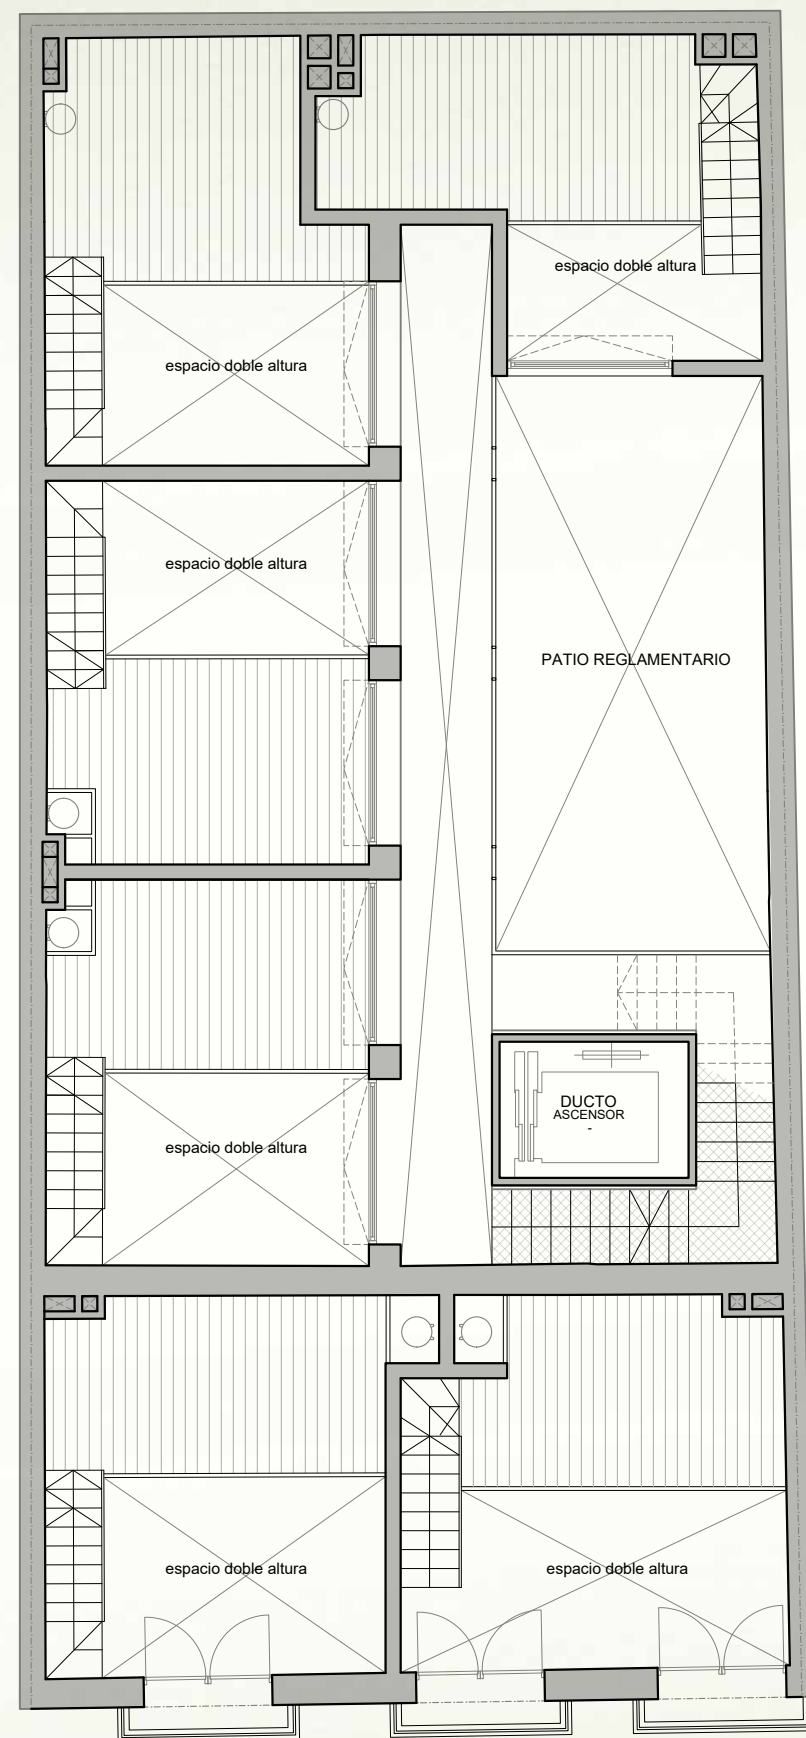 espacio doble altura
espacio doble altura
espacio doble altura
PATIO REGLAMENTARIO
DUCTO
ASCENSOR
-
espacio doble altura
espacio doble altura
espacio doble altura